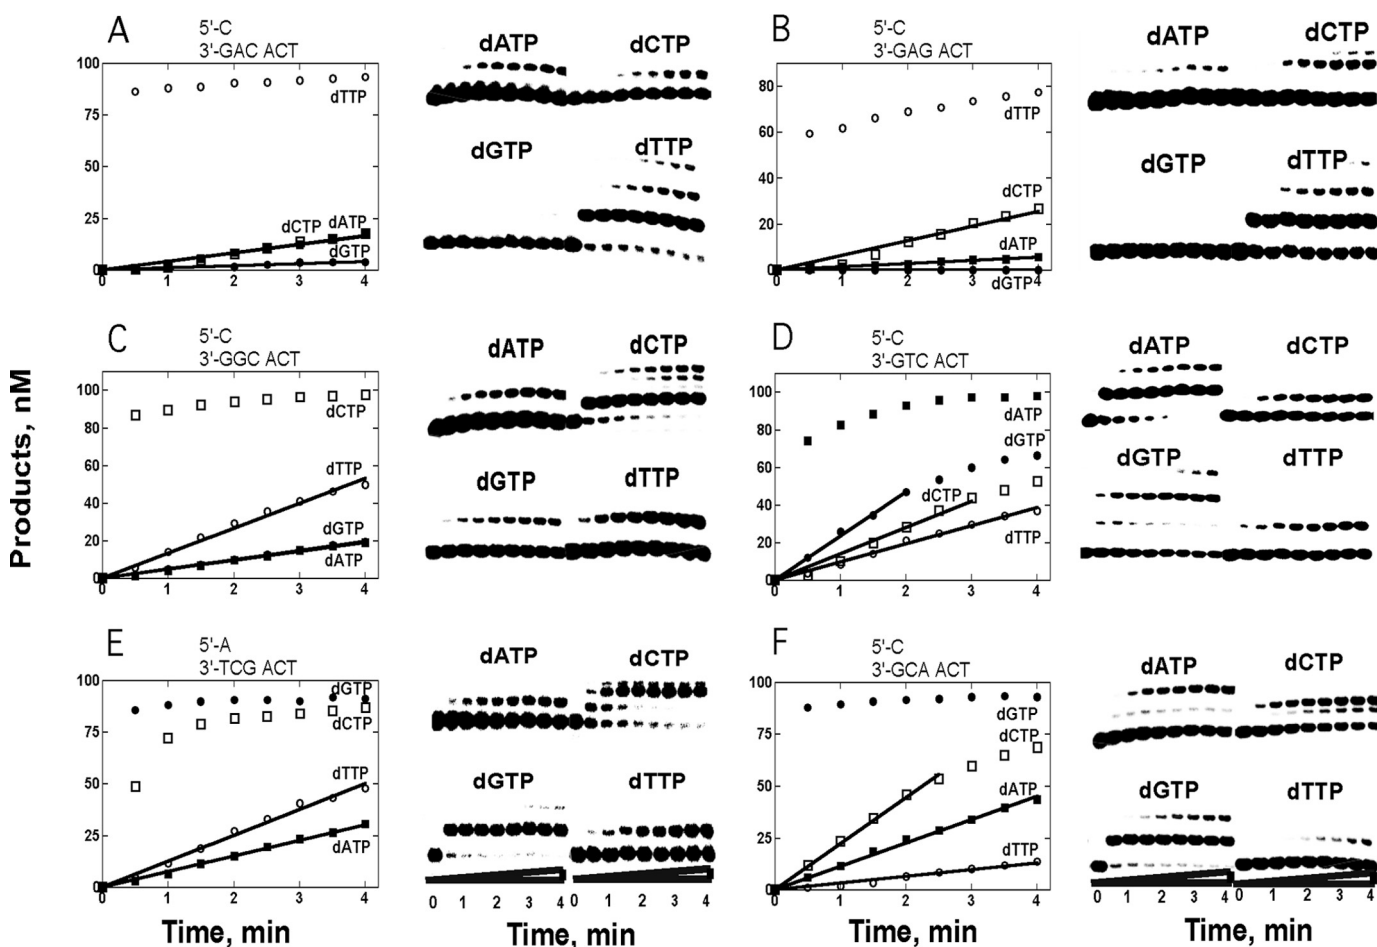 Products, nM
A
5'-C
3'-GAC ACT
100
75
50
25
0
dTTP
dCTP
dATP
dGTP
0 1 2 3 4
dATP
dCTP
dGTP
dTTP
B
5'-C
3'-GAG ACT
80
60
40
20
0
dTTP
dCTP
dATP
dGTP
0 1 2 3 4
dATP
dCTP
dGTP
dTTP
C
5'-C
3'-GGC ACT
100
80
60
40
20
0
dCTP
dTTP
dGTP
dATP
0 1 2 3 4
dATP
dCTP
dGTP
dTTP
D
5'-C
3'-GTC ACT
100
80
60
40
20
0
dATP
dGTP
dCTP
dTTP
0 1 2 3 4
dATP
dCTP
dGTP
dTTP
E
5'-A
3'-TCG ACT
100
75
50
25
0
dGTP
dCTP
dTTP
dATP
0 1 2 3 4
Time, min
dATP
dCTP
dGTP
dTTP
0 1 2 3 4 0 1 2 3 4
Time, min
F
5'-C
3'-GCA ACT
100
75
50
25
0
dGTP
dCTP
dATP
dTTP
0 1 2 3 4
Time, min
dATP
dCTP
dGTP
dTTP
0 1 2 3 4 0 1 2 3 4
Time, min